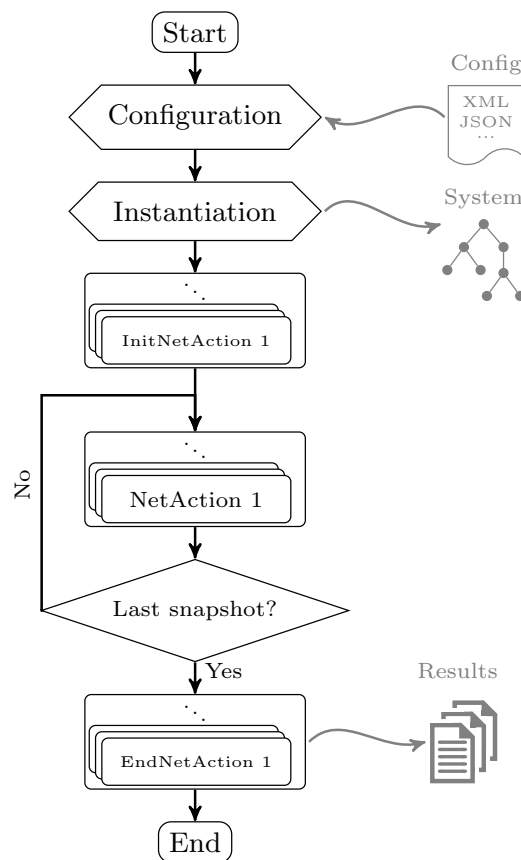 Start
Config
Configuration
XML
JSON
...
Instantiation
System
⋱
InitNetAction 1
⋱
NetAction 1
No
Last snapshot?
Yes
Results
⋱
EndNetAction 1
End